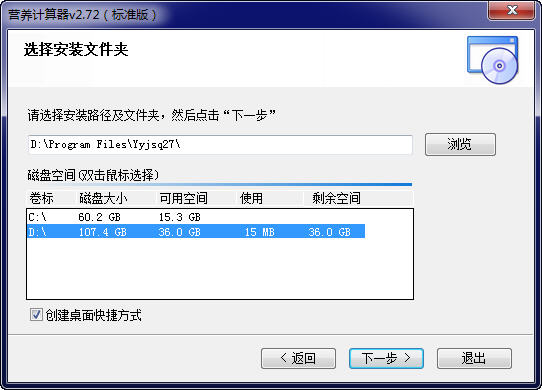 营养计算器v2.72（标准版）
选择安装文件夹
请选择安装路径及文件夹，然后点击“下一步”
D:\Program Files\Yyjsq27\
浏览
磁盘空间(双击鼠标选择)
卷标 磁盘大小 可用空间 使用 剩余空间
C:\ 60.2 GB 15.3 GB
D:\ 107.4 GB 36.0 GB 15 MB 36.0 GB
创建桌面快捷方式
< 返回 下一步 > 退出